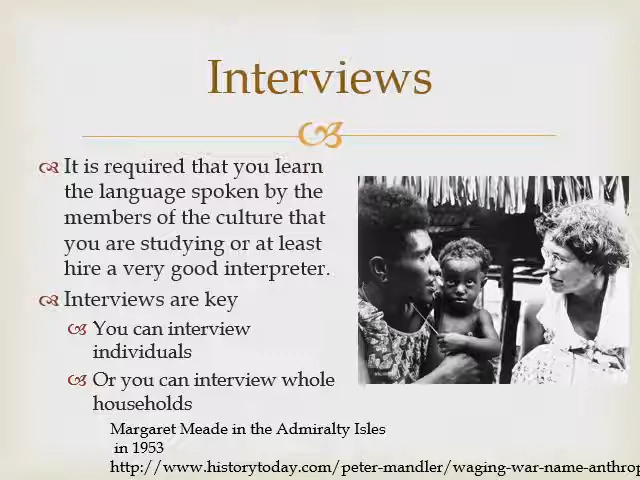 Interviews
It is required that you learn
the language spoken by the
members of the culture that
you are studying or at least
hire a very good interpreter.
Interviews are key
You can interview
individuals
Or you can interview whole
households
Margaret Meade in the Admiralty Isles
in 1953
http://www.historytoday.com/peter-mandler/waging-war-name-anthrop